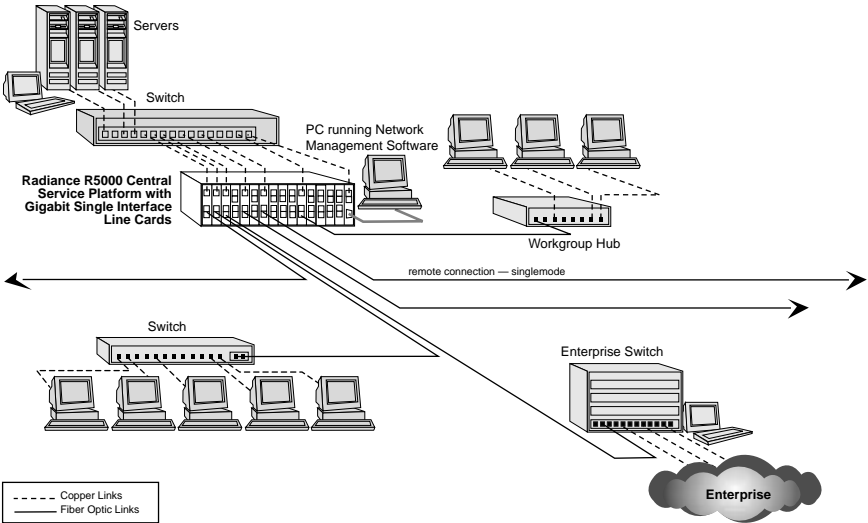 Servers
Switch
PC running Network
Management Software
Radiance R5000 Central
Service Platform with
Gigabit Single Interface
Line Cards
Workgroup Hub
remote connection — singlemode
Switch
Enterprise Switch
Enterprise
Copper Links
Fiber Optic Links